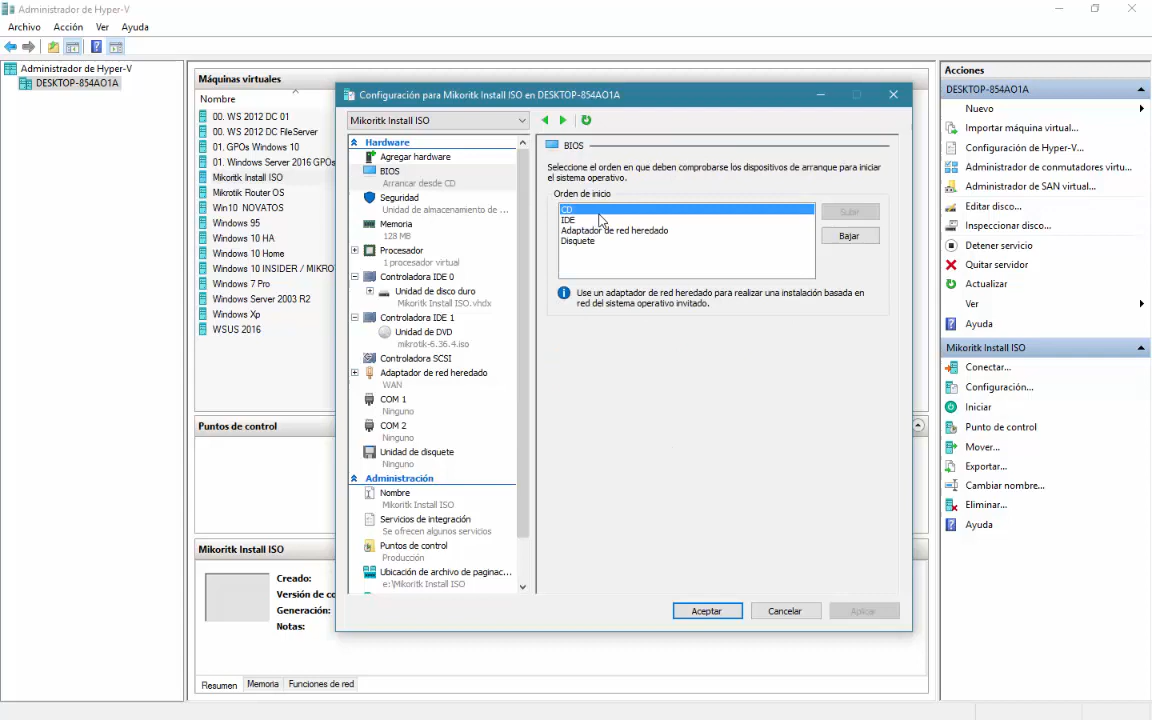 Administrador de Hyper-V
Archivo Acción Ver Ayuda
Administrador de Hyper-V
DESKTOP-854AO1A
Máquinas virtuales
Nombre
00. WS 2012 DC 01
00. WS 2012 DC FileServer
01. GPOs Windows 10
01. Windows Server 2016 GPOs
Mikoritk Install ISO
Mikrotik Router OS
Win10 NOVATOS
Windows 95
Windows 10 HA
Windows 10 Home
Windows 10 INSIDER / MIKRO
Windows 7 Pro
Windows Server 2003 R2
Windows Xp
WSUS 2016
Puntos de control
Mikoritk Install ISO
Creado:
Versión de co
Generación:
Notas:
Resumen Memoria Funciones de red
Configuración para Mikoritk Install ISO en DESKTOP-854AO1A
Mikoritk Install ISO
Hardware
Agregar hardware
BIOS
Arrancar desde CD
Seguridad
Unidad de almacenamiento de ...
Memoria
128 MB
Procesador
1 procesador virtual
Controladora IDE 0
Unidad de disco duro
Mikoritk Install ISO.vhdx
Controladora IDE 1
Unidad de DVD
mikrotik-6.36.4.iso
Controladora SCSI
Adaptador de red heredado
WAN
COM 1
Ninguno
COM 2
Ninguno
Unidad de disquete
Ninguno
Administración
Nombre
Mikoritk Install ISO
Servicios de integración
Se ofrecen algunos servicios
Puntos de control
Producción
Ubicación de archivo de paginac...
e:\Mikoritk Install ISO
BIOS
Seleccione el orden en que deben comprobarse los dispositivos de arranque para iniciar
el sistema operativo.
Orden de inicio
CD
IDE
Adaptador de red heredado
Disquete
Subir
Bajar
Use un adaptador de red heredado para realizar una instalación basada en
red del sistema operativo invitado.
Aceptar Cancelar Aplicar
Acciones
DESKTOP-854AO1A
Nuevo
Importar máquina virtual...
Configuración de Hyper-V...
Administrador de conmutadores virtu...
Administrador de SAN virtual...
Editar disco...
Inspeccionar disco...
Detener servicio
Quitar servidor
Actualizar
Ver
Ayuda
Mikoritk Install ISO
Conectar...
Configuración...
Iniciar
Punto de control
Mover...
Exportar...
Cambiar nombre...
Eliminar...
Ayuda